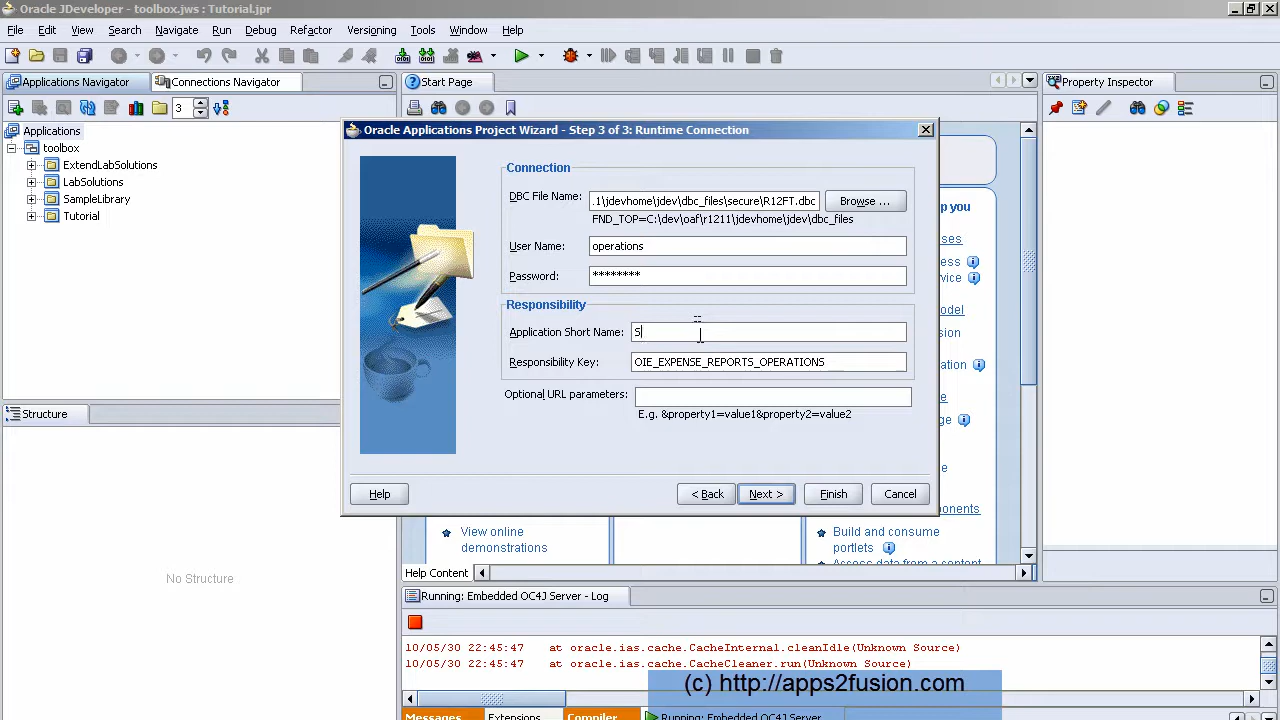 Oracle JDeveloper - toolbox.jws : Tutorial.jpr
File Edit View Search Navigate Run Debug Refactor Versioning Tools Window Help
Applications Navigator
Connections Navigator
Start Page
Property Inspector
3
Applications
toolbox
ExtendLabSolutions
LabSolutions
SampleLibrary
Tutorial
Oracle Applications Project Wizard - Step 3 of 3: Runtime Connection
Connection
DBC File Name: .1\jdevhome\jdev\dbc_files\secure\R12FT.dbc Browse ...
FND_TOP=C:\dev\oaf\r1211\jdevhome\jdev\dbc_files
User Name: operations
Password: ********
Responsibility
Application Short Name: S
Responsibility Key: OIE_EXPENSE_REPORTS_OPERATIONS
Optional URL parameters:
E.g. &property1=value1&property2=value2
Help < Back Next > Finish Cancel
Structure
No Structure
View online
demonstrations
Build and consume
portlets
Access data from a content
Help Content
Running: Embedded OC4J Server - Log
10/05/30 22:45:47 at oracle.ias.cache.CacheInternal.cleanIdle(Unknown Source)
10/05/30 22:45:47 at oracle.ias.cache.CacheCleaner.run(Unknown Source)
(c) http://apps2fusion.com
Messages Extensions Compiler Running: Embedded OC4J Server